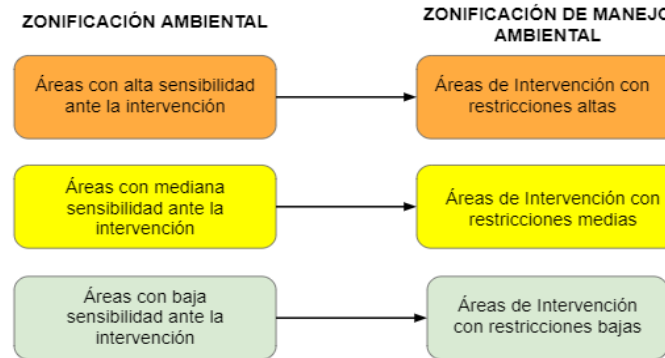 ZONIFICACIÓN AMBIENTAL
ZONIFICACIÓN DE MANEJO
AMBIENTAL
Áreas con alta sensibilidad
ante la intervención
Áreas de Intervención con
restricciones altas
Áreas con mediana
sensibilidad ante la
intervención
Áreas de Intervención con
restricciones medias
Áreas con baja
sensibilidad ante la
intervención
Áreas de Intervención
con restricciones bajas